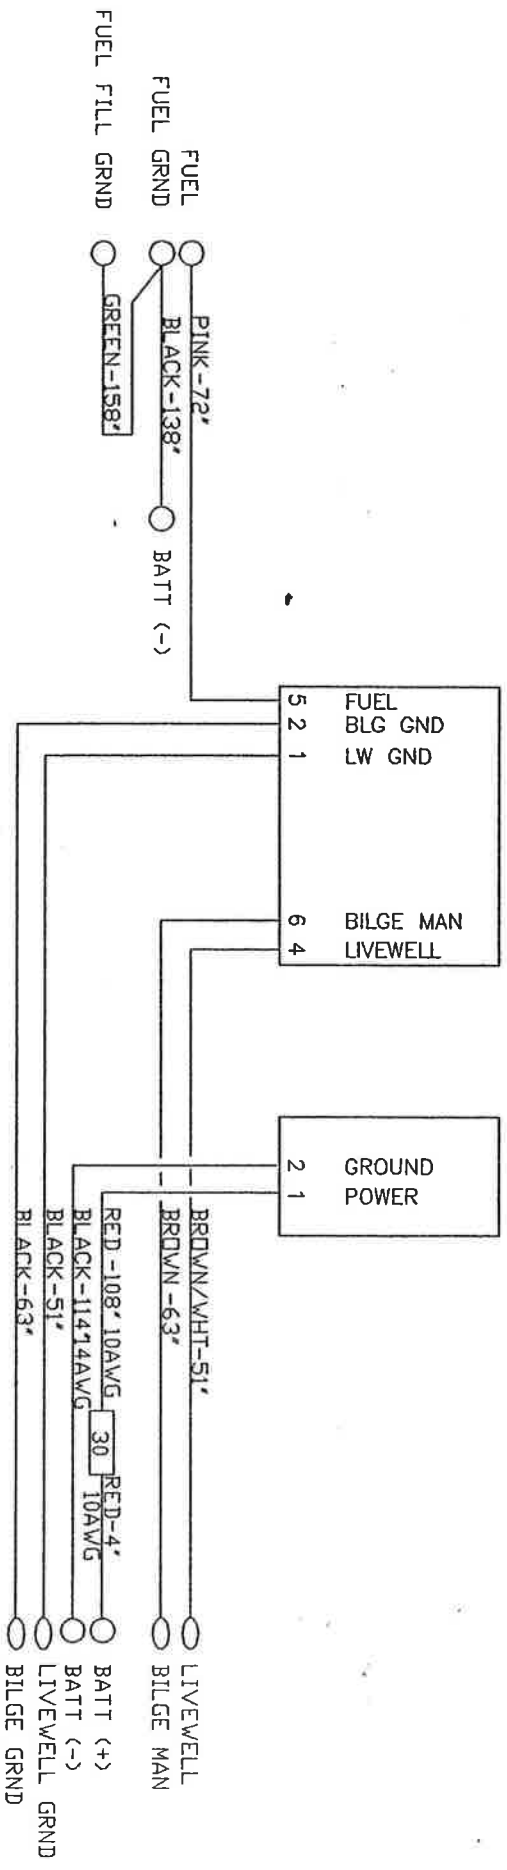 FUEL
FUEL GRND
FUEL FILL GRND
PINK-72"
BLACK-138"
GREEN-158"
BATT (-)
5 FUEL
2 BLG GND
1 LW GND
6 BILGE MAN
4 LIVEWELL
2 GROUND
1 POWER
BROWN/WHT-51"
BROWN-63"
RED -108" 10AWG
30
RED-4"
10AWG
BLACK-114"14AWG
BLACK-51"
BLACK-63"
LIVEWELL
BILGE MAN
BATT (+)
BATT (-)
LIVEWELL GRND
BILGE GRND